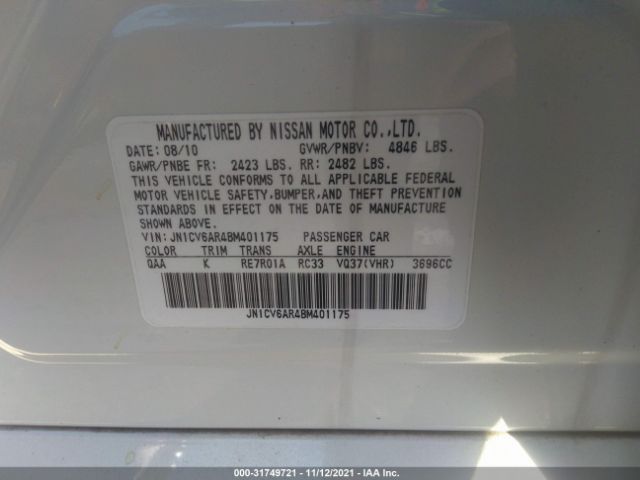 MANUFACTURED BY NISSAN MOTOR CO.,LTD.
DATE: 08/10 GVWR/PNBV: 4846 LBS.
GAWR/PNBE FR: 2423 LBS. RR: 2482 LBS.
THIS VEHICLE CONFORMS TO ALL APPLICABLE FEDERAL
MOTOR VEHICLE SAFETY,BUMPER,AND THEFT PREVENTION
STANDARDS IN EFFECT ON THE DATE OF MANUFACTURE
SHOWN ABOVE.
VIN: JN1CV6AR4BM401175 PASSENGER CAR
COLOR TRIM TRANS AXLE ENGINE
QAA K RE7R01A RC33 VQ37(VHR) 3696CC
JN1CV6AR4BM401175
000-31749721 - 11/12/2021 - IAA Inc.